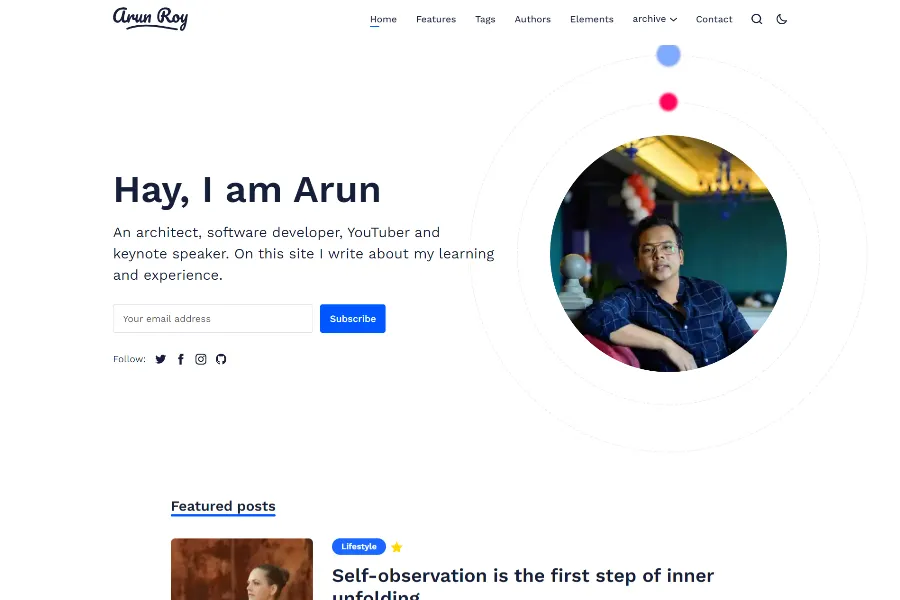 Arun Roy
Home Features Tags Authors Elements archive Contact
Hay, I am Arun
An architect, software developer, YouTuber and
keynote speaker. On this site I write about my learning
and experience.
Your email address Subscribe
Follow:
Featured posts
Lifestyle
Self-observation is the first step of inner
unfolding